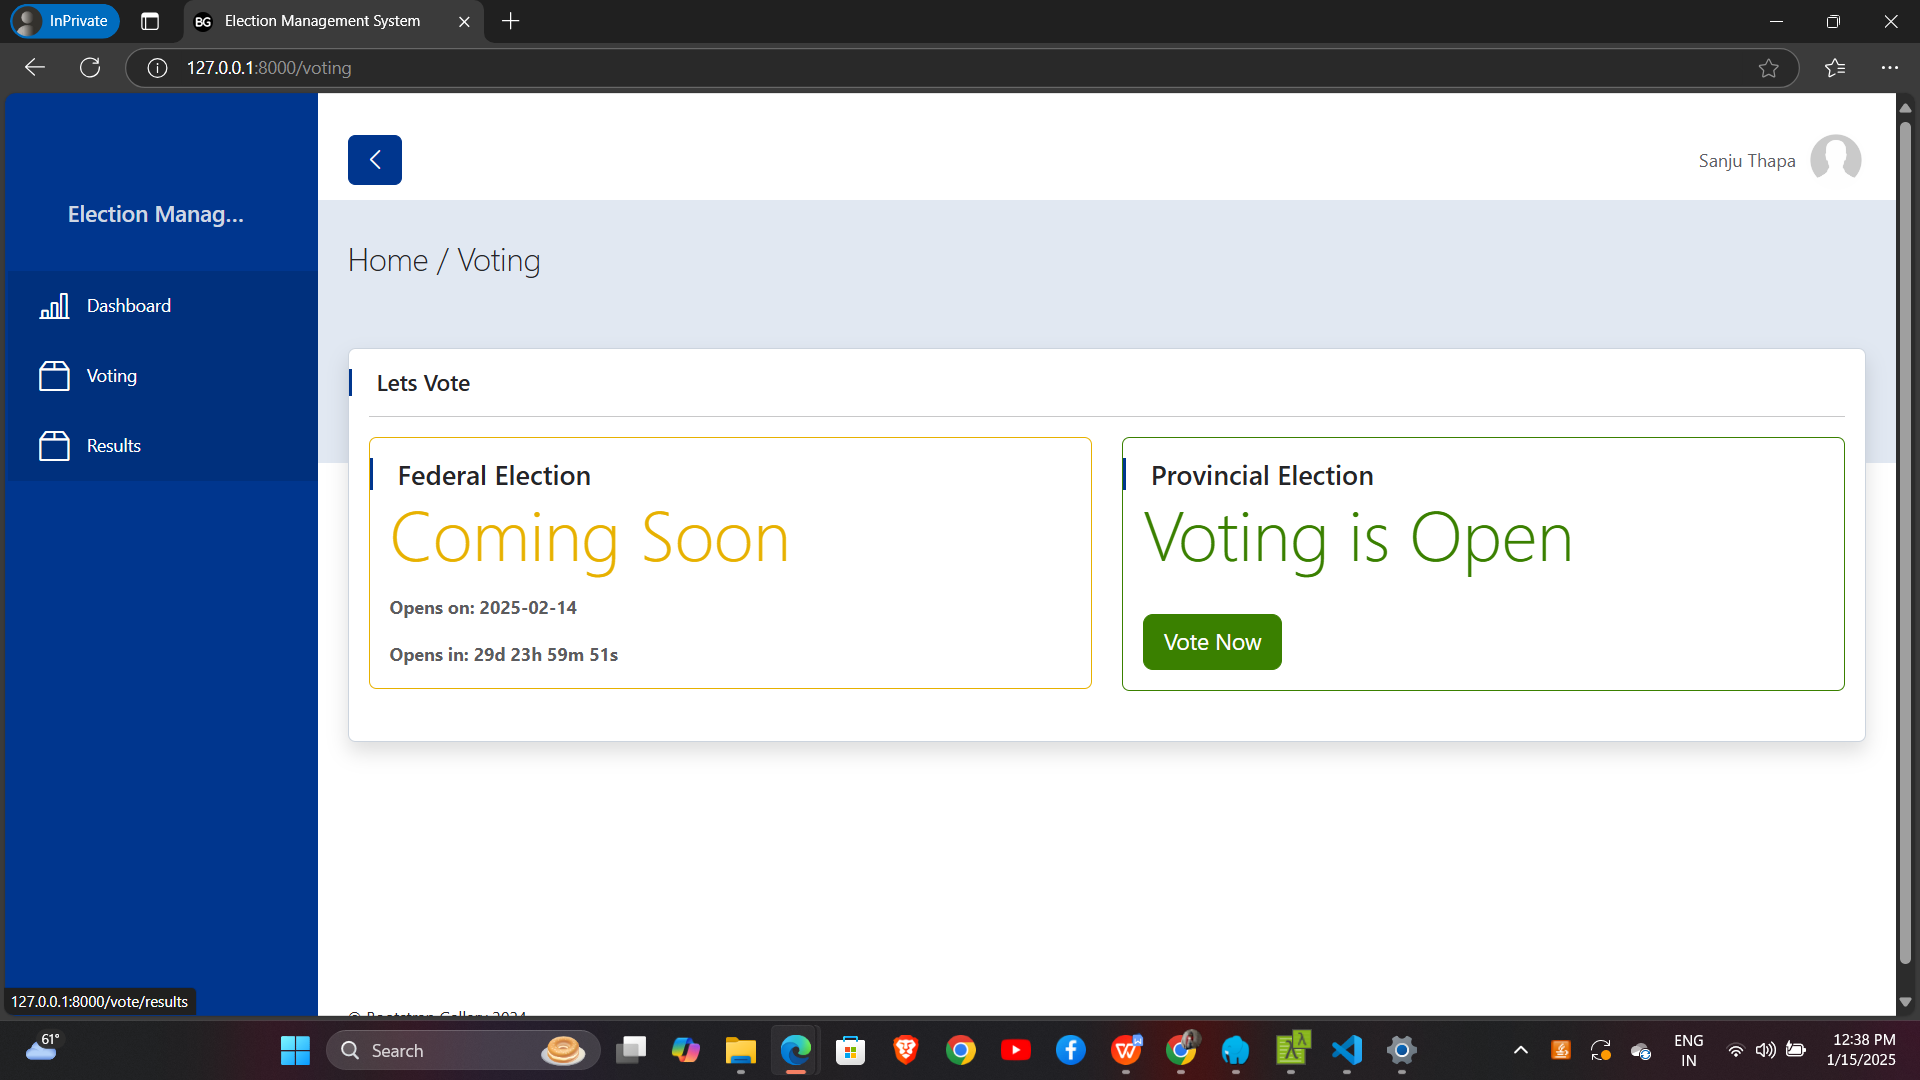 InPrivate
BG
Election Management System
127.0.0.1:8000/voting
Sanju Thapa
Election Manag...
Home / Voting
Dashboard
Voting
Results
Lets Vote
Federal Election
Coming Soon
Opens on: 2025-02-14
Opens in: 29d 23h 59m 51s
Provincial Election
Voting is Open
Vote Now
127.0.0.1:8000/vote/results
© Bootstrap Gallery 2024
61°
Search
ENG
IN
12:38 PM
1/15/2025